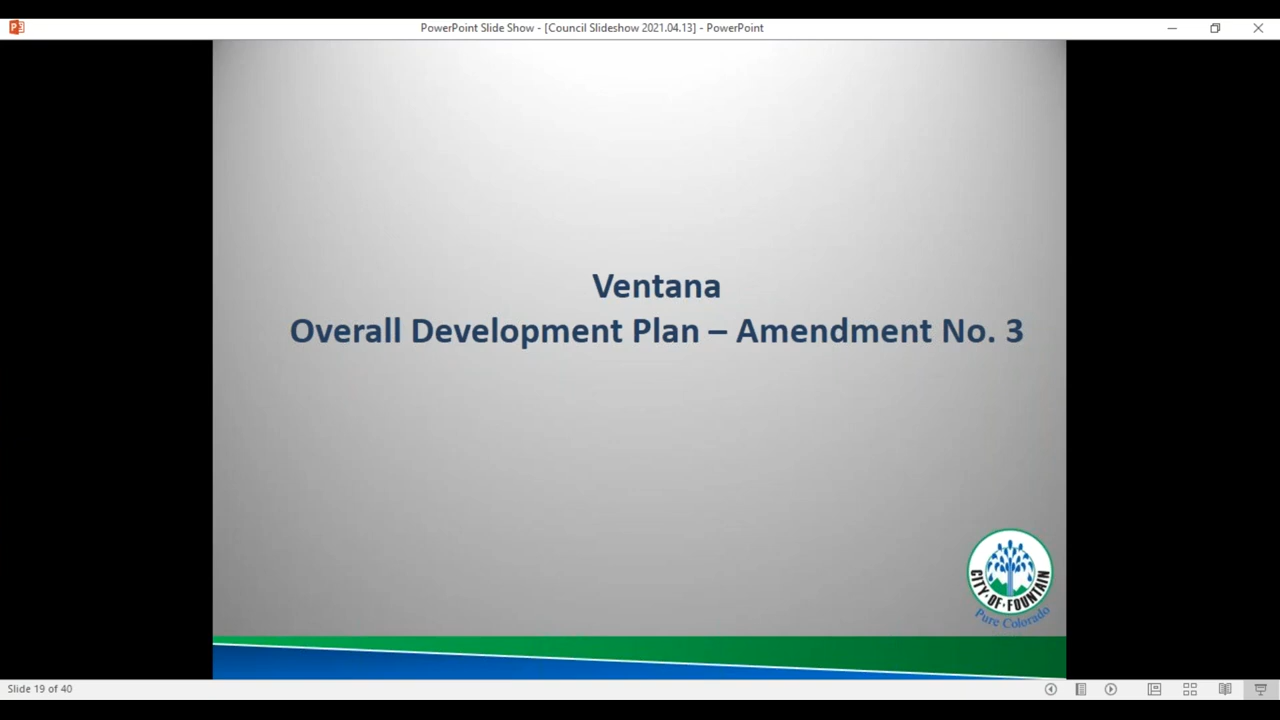 PowerPoint Slide Show - [Council Slideshow 2021.04.13] - PowerPoint
Ventana
Overall Development Plan – Amendment No. 3
CITY·OF·FOUNTAIN
Pure Colorado
Slide 19 of 40